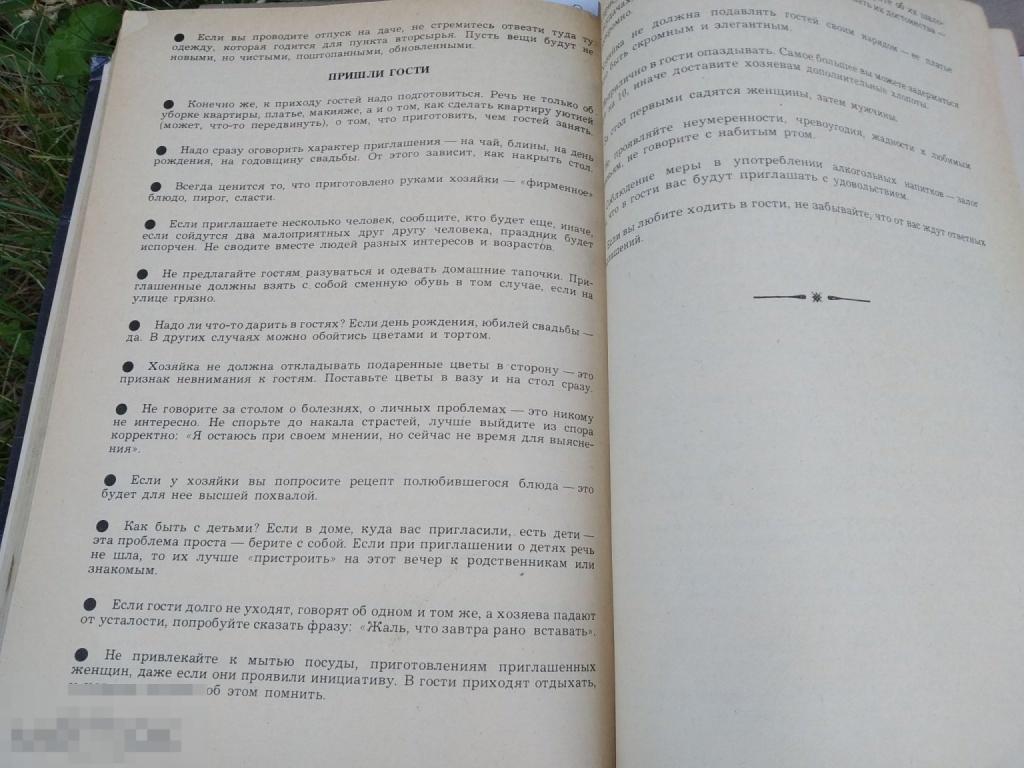 ● Если вы проводите отпуск на даче, не стремитесь отвезти туда ту
одежду, которая годится для пункта вторсырья. Пусть вещи будут не
новыми, но чистыми, поштопанными, обновленными.
ПРИШЛИ ГОСТИ
● Конечно же, к приходу гостей надо подготовиться. Речь не только об
уборке квартиры, платье, макияже, а и о том, как сделать квартиру уютней
(может, что-то передвинуть), о том, что приготовить, чем гостей занять.
● Надо сразу оговорить характер приглашения — на чай, блины, на день
рождения, на годовщину свадьбы. От этого зависит, как накрыть стол.
● Всегда ценится то, что приготовлено руками хозяйки — «фирменное»
блюдо, пирог, сласти.
● Если приглашаете несколько человек, сообщите, кто будет еще, иначе,
если сойдутся два малоприятных друг другу человека, праздник будет
испорчен. Не сводите вместе людей разных интересов и возрастов.
● Не предлагайте гостям разуваться и одевать домашние тапочки. При-
глашенные должны взять с собой сменную обувь в том случае, если на
улице грязно.
● Надо ли что-то дарить в гостях? Если день рождения, юбилей свадьбы —
да. В других случаях можно обойтись цветами и тортом.
● Хозяйка не должна откладывать подаренные цветы в сторону — это
признак невнимания к гостям. Поставьте цветы в вазу и на стол сразу.
● Не говорите за столом о болезнях, о личных проблемах — это никому
не интересно. Не спорьте до накала страстей, лучше выйдите из спора
корректно: «Я остаюсь при своем мнении, но сейчас не время для выясне-
ния».
● Если у хозяйки вы попросите рецепт полюбившегося блюда — это
будет для нее высшей похвалой.
● Как быть с детьми? Если в доме, куда вас пригласили, есть дети —
эта проблема проста — берите с собой. Если при приглашении о детях речь
не шла, то их лучше «пристроить» на этот вечер к родственникам или
знакомым.
● Если гости долго не уходят, говорят об одном и том же, а хозяева падают
от усталости, попробуйте сказать фразу: «Жаль, что завтра рано вставать».
● Не привлекайте к мытью посуды, приготовлениям приглашенных
женщин, даже если они проявили инициативу. В гости приходят отдыхать,
об этом помнить.
их достоинства —
не должна подавлять гостей своим нарядом — ее платье
быть скромным и элегантным.
в гости опаздывать. Самое большее вы можете задержаться
на 10, иначе доставите хозяевам дополнительные хлопоты.
стол первыми садятся женщины, затем мужчины.
проявляйте неумеренности, чревоугодия, жадности к любимым
не говорите с набитым ртом.
меры в употреблении алкогольных напитков — залог
что в гости вас будут приглашать с удовольствием.
Если вы любите ходить в гости, не забывайте, что от вас ждут ответных